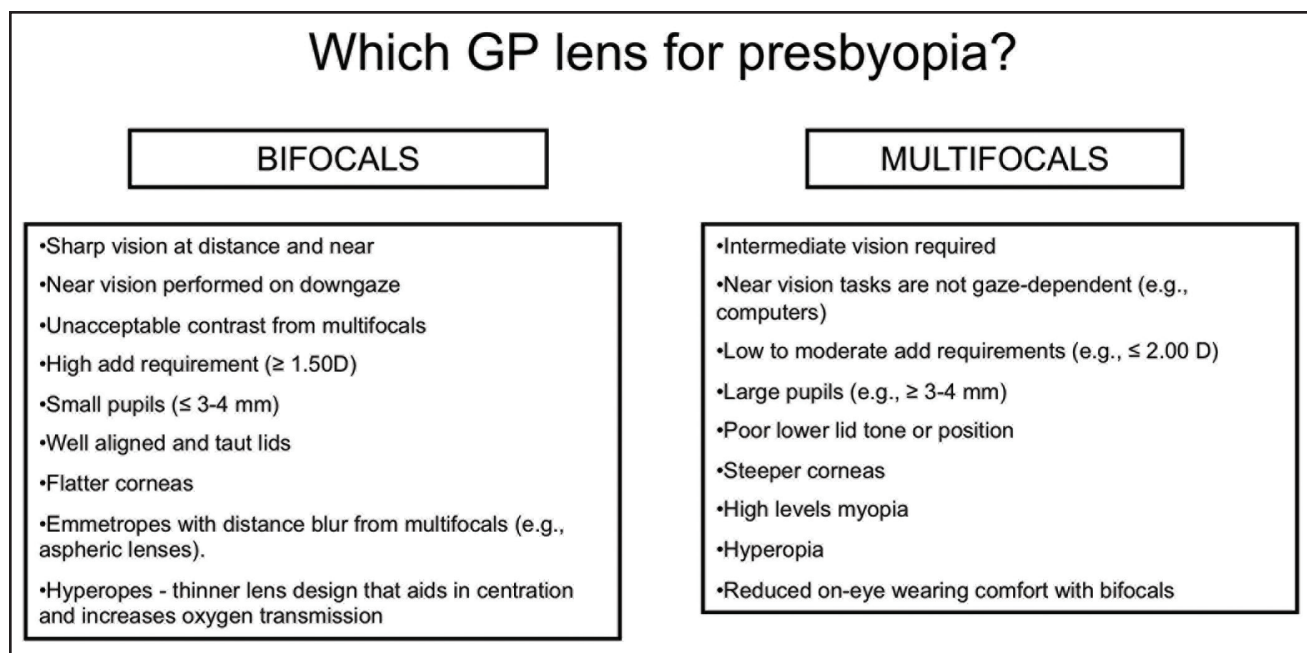 Which GP lens for presbyopia?
BIFOCALS
•Sharp vision at distance and near
•Near vision performed on downgaze
•Unacceptable contrast from multifocals
•High add requirement (≥ 1.50D)
•Small pupils (≤ 3-4 mm)
•Well aligned and taut lids
•Flatter corneas
•Emmetropes with distance blur from multifocals (e.g.,
aspheric lenses).
•Hyperopes - thinner lens design that aids in centration
and increases oxygen transmission
MULTIFOCALS
•Intermediate vision required
•Near vision tasks are not gaze-dependent (e.g.,
computers)
•Low to moderate add requirements (e.g., ≤ 2.00 D)
•Large pupils (e.g., ≥ 3-4 mm)
•Poor lower lid tone or position
•Steeper corneas
•High levels myopia
•Hyperopia
•Reduced on-eye wearing comfort with bifocals